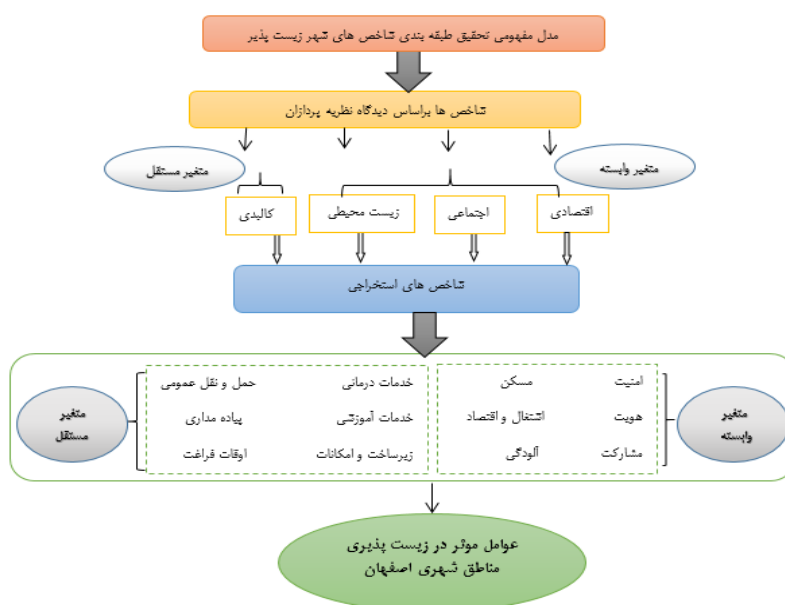 مدل مفهومی تحقیق طبقه بندی شاخص های شهر زیست پذیر
شاخص ها براساس دیدگاه نظریه پردازان
متغیر وابسته
متغیر مستقل
اقتصادی
اجتماعی
زیست محیطی
کالبدی
شاخص های استخراجی
متغیر
وابسته
امنیت
مسکن
هویت
اشتغال و اقتصاد
مشارکت
آلودگی
خدمات درمانی
حمل و نقل عمومی
خدمات آموزشی
پیاده مداری
زیرساخت و امکانات
اوقات فراغت
متغیر
مستقل
عوامل موثر در زیست پذیری
مناطق شهری اصفهان